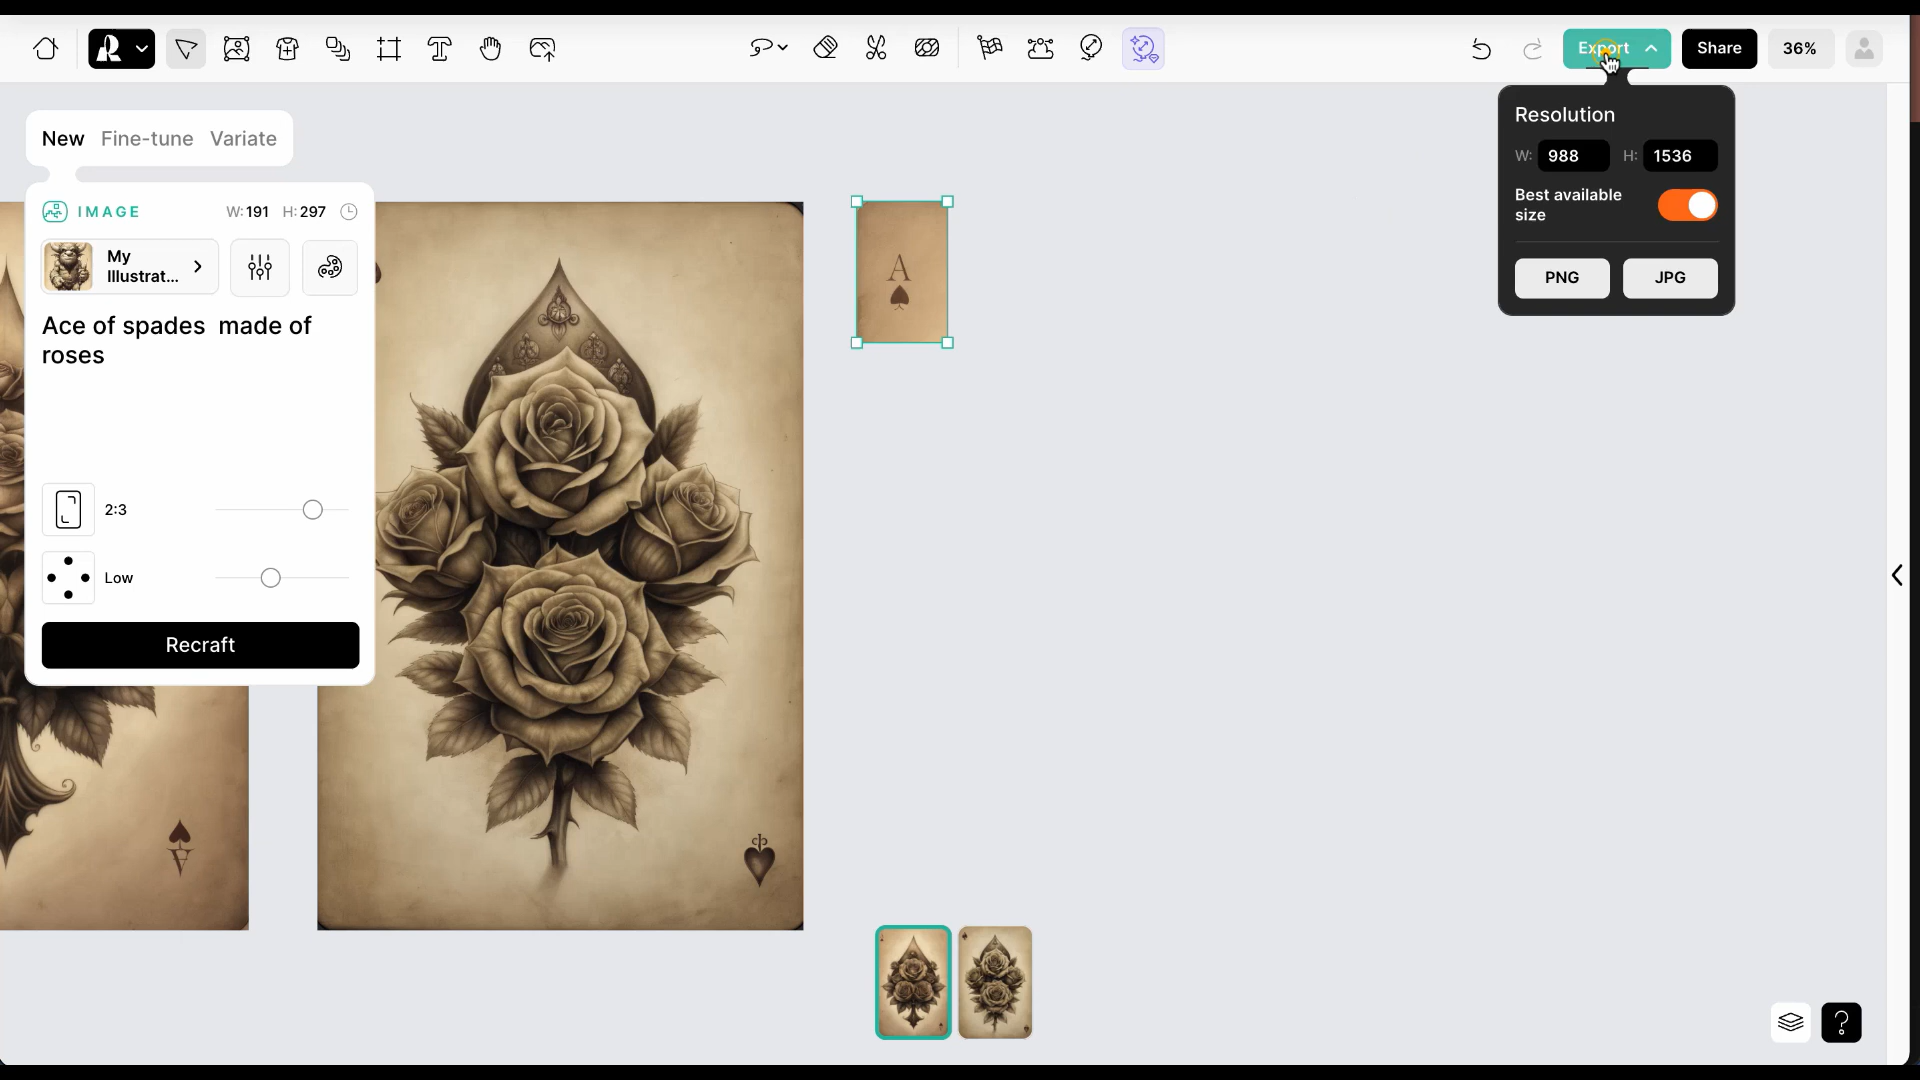 Export
Share
36%
New Fine-tune Variate
Resolution
W: 988 H: 1536
Best available
size
PNG JPG
IMAGE W: 191 H: 297
My
Illustrat...
Ace of spades made of
roses
2:3
Low
Recraft
A
A
?